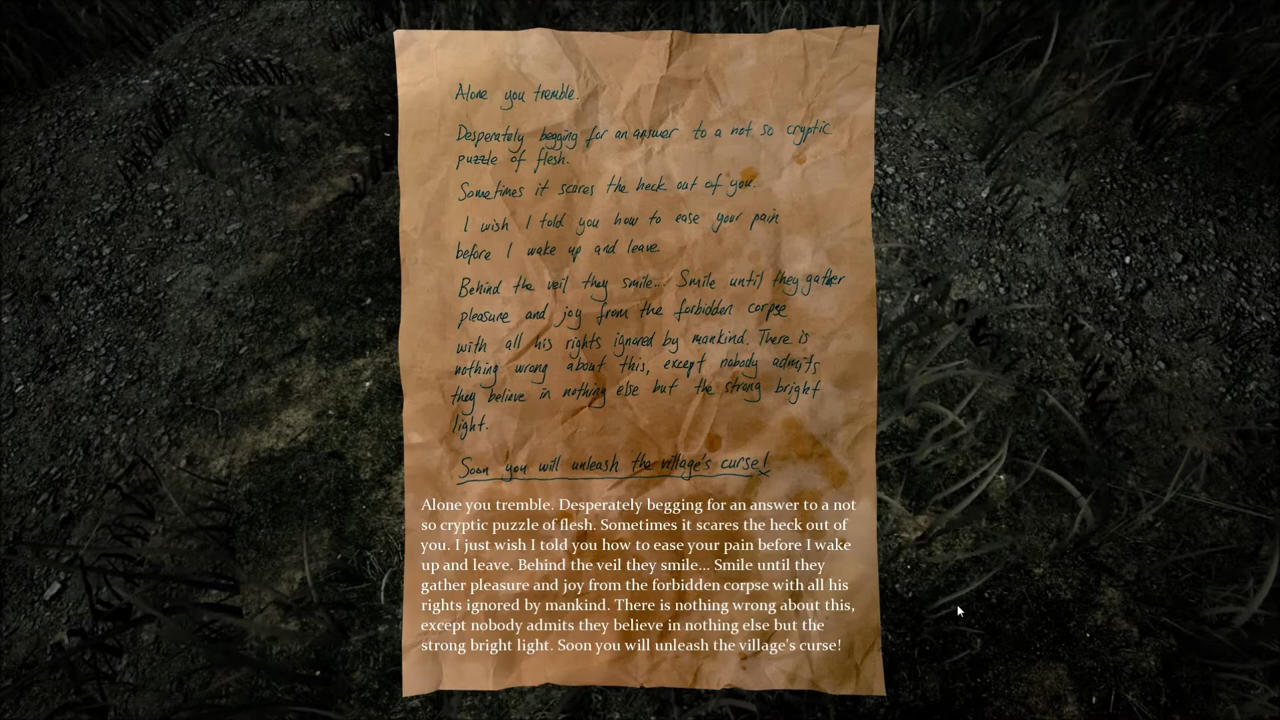 Alone you tremble.
Desperately begging for an answer to a not so cryptic
puzzle of flesh.
Sometimes it scares the heck out of you.
I wish I told you how to ease your pain
before I wake up and leave.
Behind the veil they smile... Smile until they gather
pleasure and joy from the forbidden corpse
with all his rights ignored by mankind. There is
nothing wrong about this, except nobody admits
they believe in nothing else but the strong bright
light.
Soon you will unleash the village's curse!
Alone you tremble. Desperately begging for an answer to a not
so cryptic puzzle of flesh. Sometimes it scares the heck out of
you. I just wish I told you how to ease your pain before I wake
up and leave. Behind the veil they smile... Smile until they
gather pleasure and joy from the forbidden corpse with all his
rights ignored by mankind. There is nothing wrong about this,
except nobody admits they believe in nothing else but the
strong bright light. Soon you will unleash the village's curse!